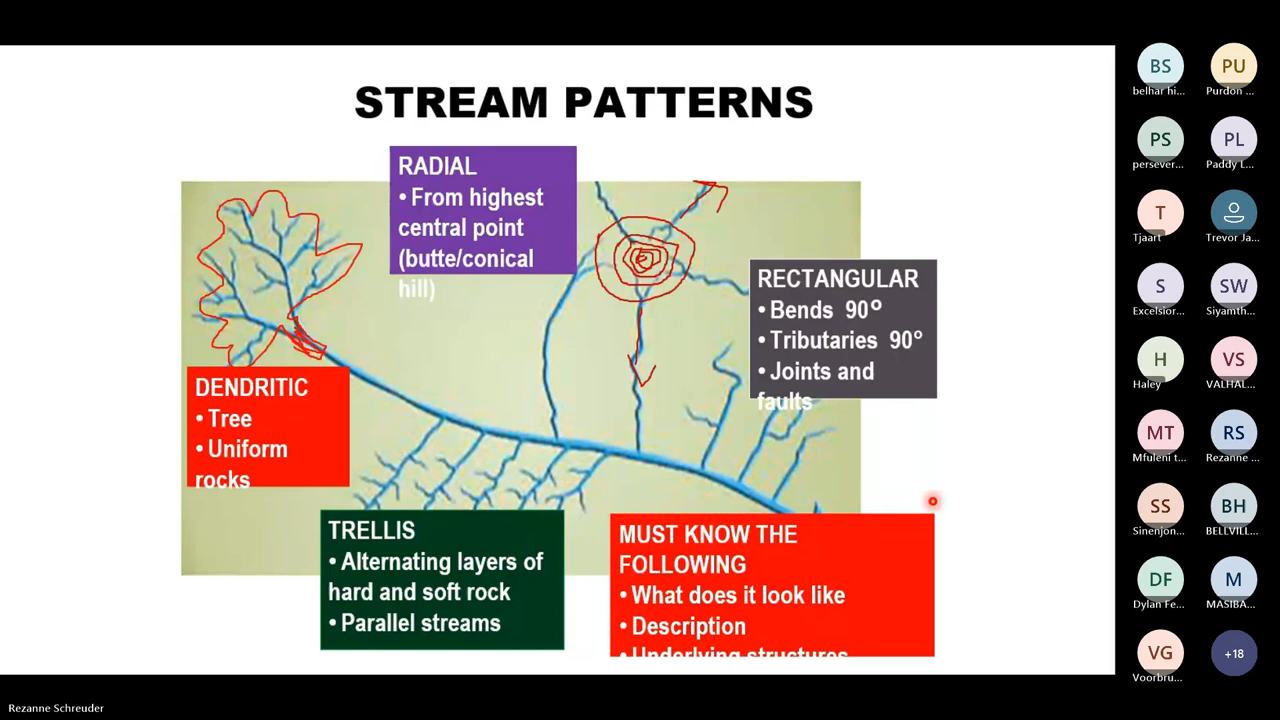 STREAM PATTERNS
RADIAL
• From highest
central point
(butte/conical
hill)
RECTANGULAR
• Bends 90°
• Tributaries 90°
• Joints and
faults
DENDRITIC
• Tree
• Uniform
rocks
TRELLIS
• Alternating layers of
hard and soft rock
• Parallel streams
MUST KNOW THE
FOLLOWING
• What does it look like
• Description
• Underlying structures
BS
belhar hi...
PU
Purdon ...
PS
persever...
PL
Paddy L...
T
Tjaart
Trevor Ja...
S
Excelsior...
SW
Siyamth...
H
Haley
VS
VALHAL...
MT
Mfuleni t...
RS
Rezanne ...
SS
Sinenjon...
BH
BELLVILL...
DF
Dylan Fe...
M
MASIBA...
VG
Voorbru...
+18
Rezanne Schreuder